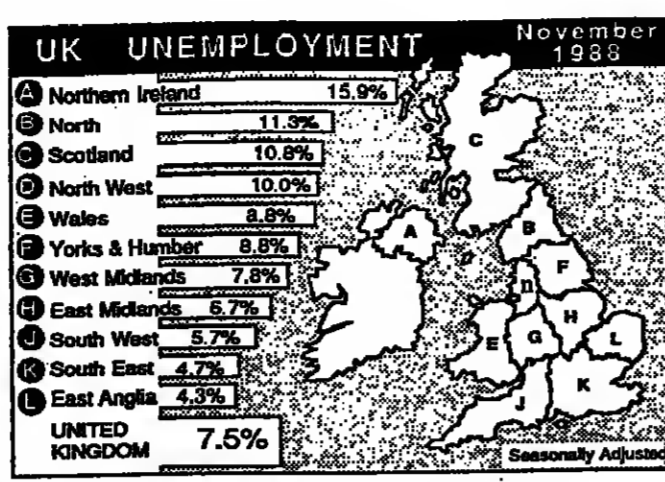 UK UNEMPLOYMENT
November
1988
A Northern Ireland 15.9%
B North 11.3%
C Scotland 10.8%
D North West 10.0%
E Wales
F Yorks & Humber 8.8%
G West Midlands 7.8%
H East Midlands 6.7%
J South West 5.7%
K South East 4.7%
L East Anglia 4.3%
UNITED
KINGDOM 7.5%
C
A
B
F
H
G
L
E
K
J
Seasonally Adjusted